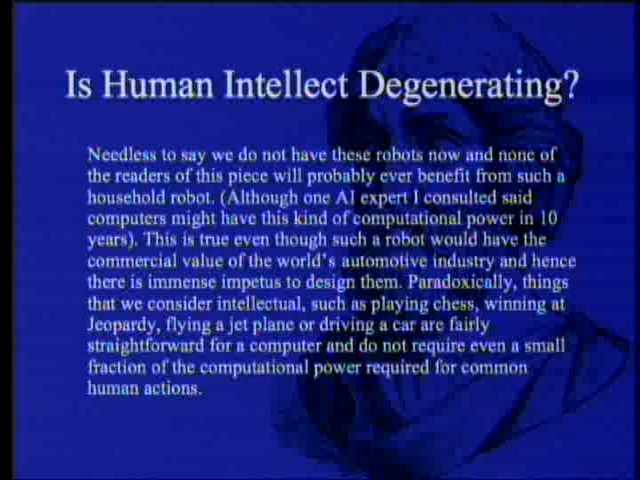 Is Human Intellect Degenerating?
Needless to say we do not have these robots now and none of
the readers of this piece will probably ever benefit from such a
household robot. (Although one AI expert I consulted said
computers might have this kind of computational power in 10
years). This is true even though such a robot would have the
commercial value of the world's automotive industry and hence
there is immense impetus to design them. Paradoxically, things
that we consider intellectual, such as playing chess, winning at
Jeopardy, flying a jet plane or driving a car are fairly
straightforward for a computer and do not require even a small
fraction of the computational power required for common
human actions.